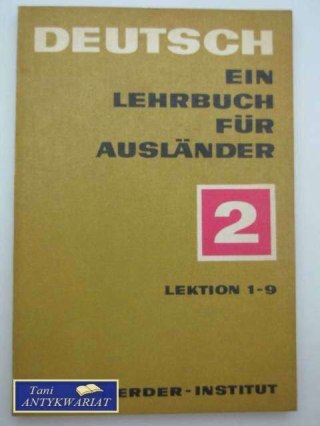 DEUTSCH
EIN
LEHRBUCH
FÜR
AUSLÄNDER
2
LEKTION 1-9
ERDER-INSTITUT
Tani
ANTYKWARIAT